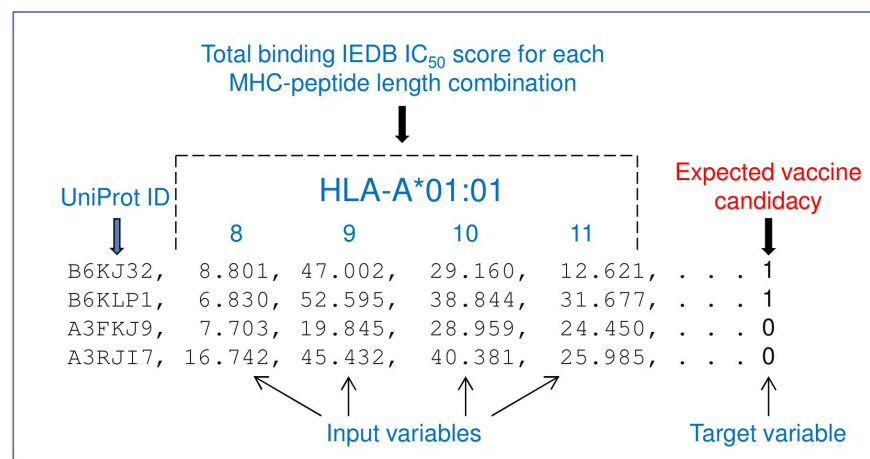 Total binding IEDB IC50 score for each
MHC-peptide length combination
UniProt ID
HLA-A*01:01
Expected vaccine
candidacy
8 9 10 11
B6KJ32, 8.801, 47.002, 29.160, 12.621, . . . 1
B6KLP1, 6.830, 52.595, 38.844, 31.677, . . . 1
A3FKJ9, 7.703, 19.845, 28.959, 24.450, . . . 0
A3RJI7, 16.742, 45.432, 40.381, 25.985, . . . 0
Input variables
Target variable